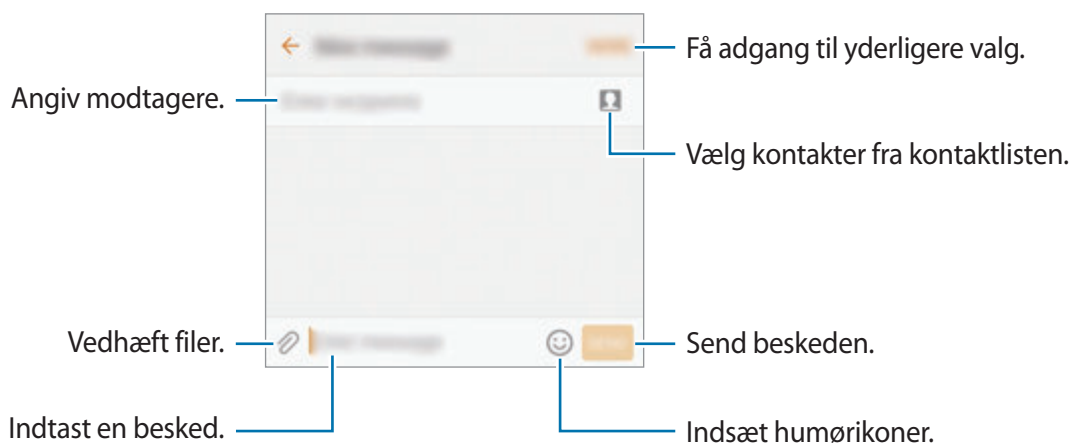 Få adgang til yderligere valg.
Angiv modtagere.
Vælg kontakter fra kontaktlisten.
Vedhæft filer.
Send beskeden.
Indtast en besked.
Indsæt humørikoner.